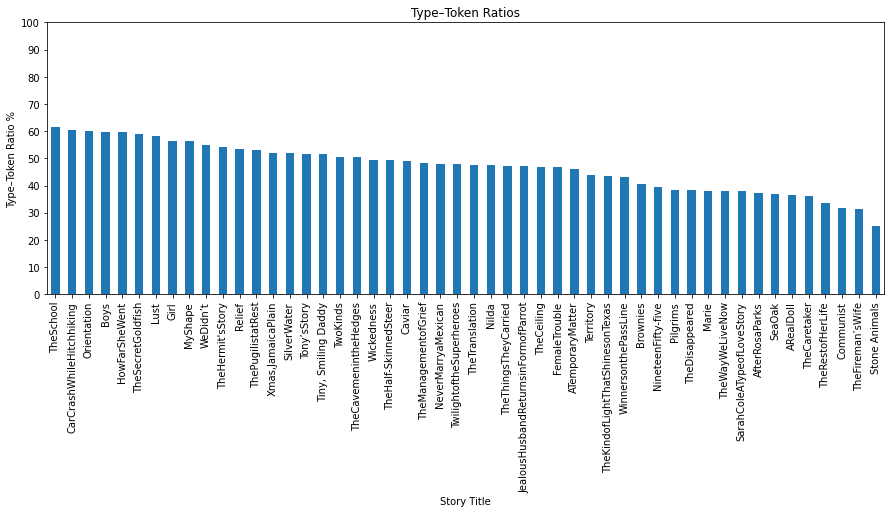 Type–Token Ratios
Type–Token Ratio %
100
90
80
70
60
50
40
30
20
10
0
TheSchool
CarCrashWhileHitchhiking
Orientation
Boys
HowFarSheWent
TheSecretGoldfish
Lust
Girl
MyShape
WeDidn't
TheHermit'sStory
Relief
ThePugilistatRest
Xmas,JamaicaPlain
SilverWater
Tony'sStory
Tiny, Smiling Daddy
TwoKinds
TheCavemenintheHedges
Wickedness
TheHalf-SkinnedSteer
Caviar
TheManagementofGrief
NeverMarryaMexican
TwilightoftheSuperheroes
TheTranslation
Nilda
TheThingsTheyCarried
JealousHusbandReturnsinFormofParrot
TheCeiling
FemaleTrouble
ATemporaryMatter
Territory
TheKindofLightThatShinesonTexas
WinnersonthePassLine
Brownies
NineteenFifty-five
Pilgrims
TheDisappeared
Marie
TheWayWeLiveNow
SarahColeATypeofLoveStory
AfterRosaParks
SeaOak
ARealDoll
TheCaretaker
TheRestofHerLife
Communist
TheFireman'sWife
Stone Animals
Story Title